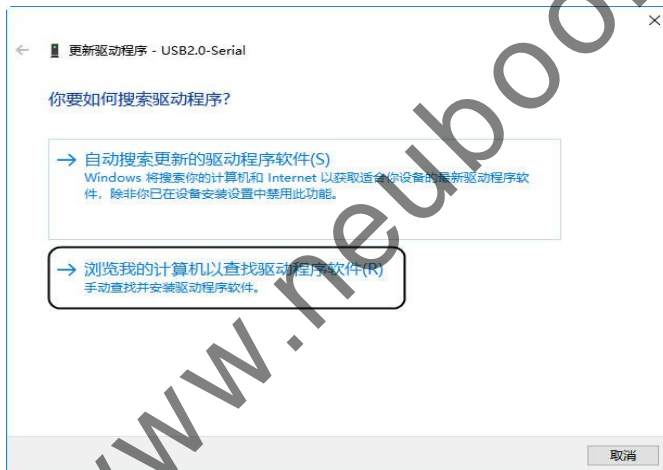 更新驱动程序 - USB2.0-Serial
你要如何搜索驱动程序?
→ 自动搜索更新的驱动程序软件(S)
Windows 将搜索你的计算机和 Internet 以获取适合你设备的最新驱动程序软
件，除非你已在设备安装设置中禁用此功能。
→ 浏览我的计算机以查找驱动程序软件(R)
手动查找并安装驱动程序软件。
取消
www.neuboo